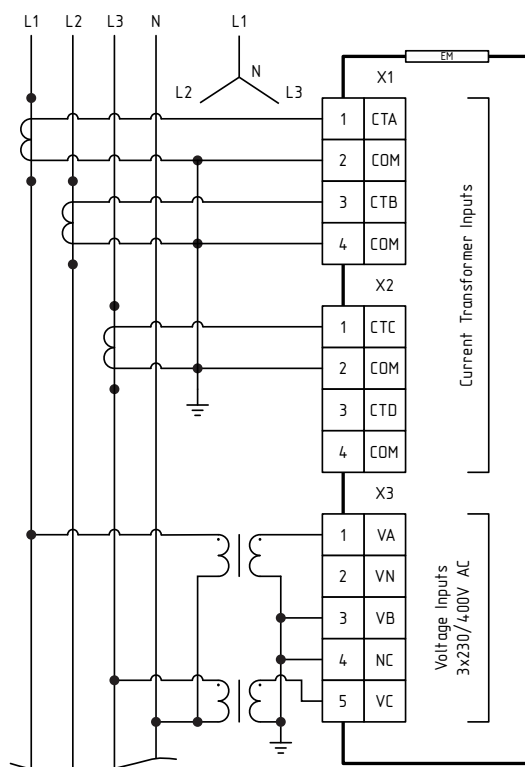 L1 L2 L3 N L1
EM
N
X1
L2 L3
1 CTA
2 COM
3 CTB
4 COM
X2
1 CTC
2 COM
3 CTD
4 COM
Current Transformer Inputs
X3
1 VA
2 VN
3 VB
4 NC
5 VC
Voltage Inputs
3x230/400V AC